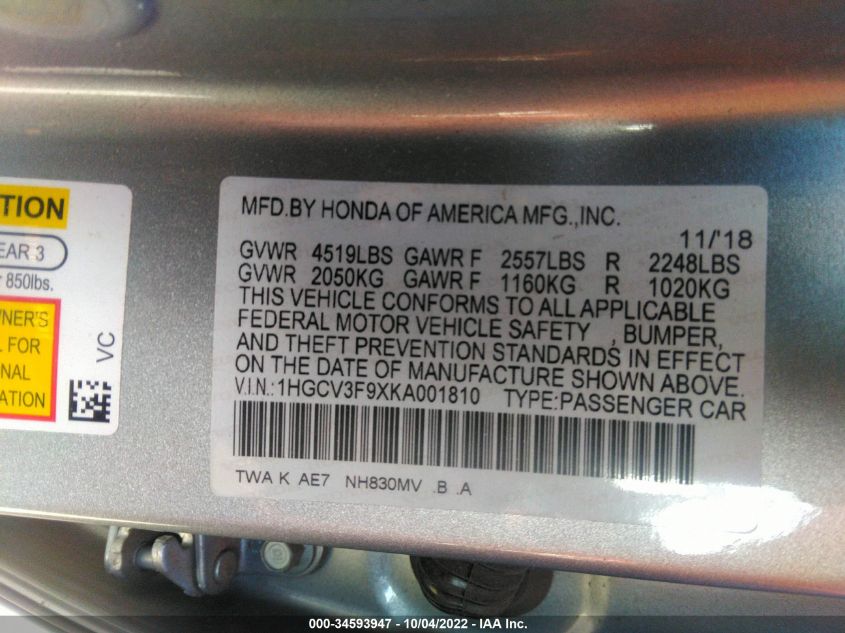 TION
EAR 3
850lbs.
WNER'S
FOR
NAL
ATION
VC
MFD.BY HONDA OF AMERICA MFG.,INC.
11/'18
GVWR 4519LBS GAWR F 2557LBS R 2248LBS
GVWR 2050KG GAWR F 1160KG R 1020KG
THIS VEHICLE CONFORMS TO ALL APPLICABLE
FEDERAL MOTOR VEHICLE SAFETY , BUMPER,
AND THEFT PREVENTION STANDARDS IN EFFECT
ON THE DATE OF MANUFACTURE SHOWN ABOVE.
V.I.N.:1HGCV3F9XKA001810 TYPE:PASSENGER CAR
TWA K AE7 NH830MV .B .A
000-34593947 - 10/04/2022 - IAA Inc.